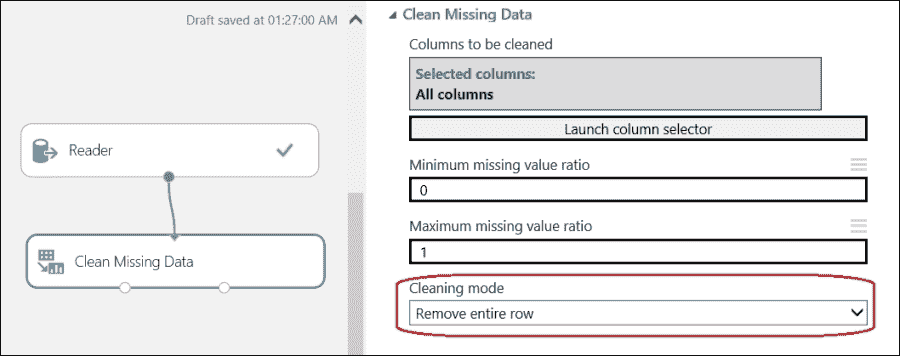 Draft saved at 01:27:00 AM
Reader
Clean Missing Data
Clean Missing Data
Columns to be cleaned
Selected columns:
All columns
Launch column selector
Minimum missing value ratio
0
Maximum missing value ratio
1
Cleaning mode
Remove entire row